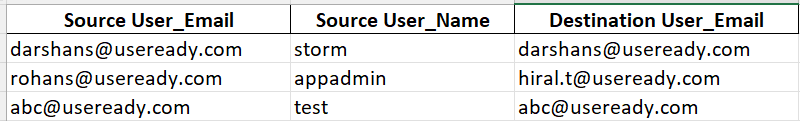 Source User_Email Source User_Name Destination User_Email
darshans@useready.com storm darshans@useready.com
rohans@useready.com appadmin hiral.t@useready.com
abc@useready.com test abc@useready.com